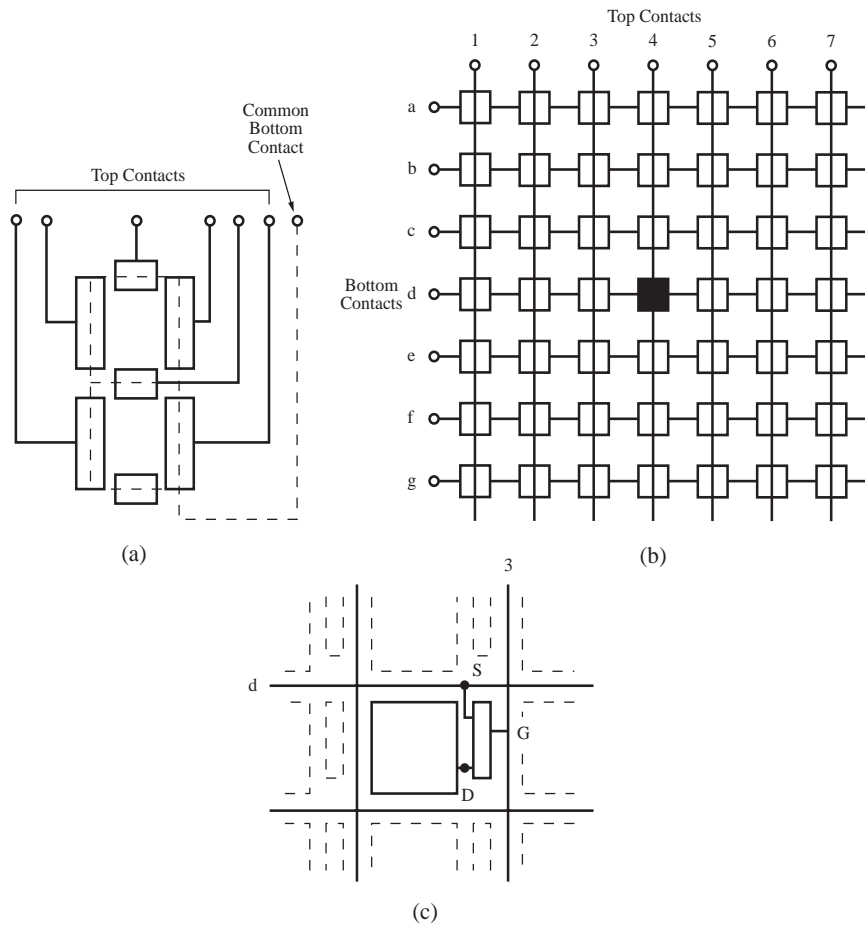 Common
Bottom
Contact
Top Contacts
(a)
Top Contacts
1 2 3 4 5 6 7
a
b
c
Bottom
Contacts
d
e
f
g
(b)
3
d
S
G
D
(c)